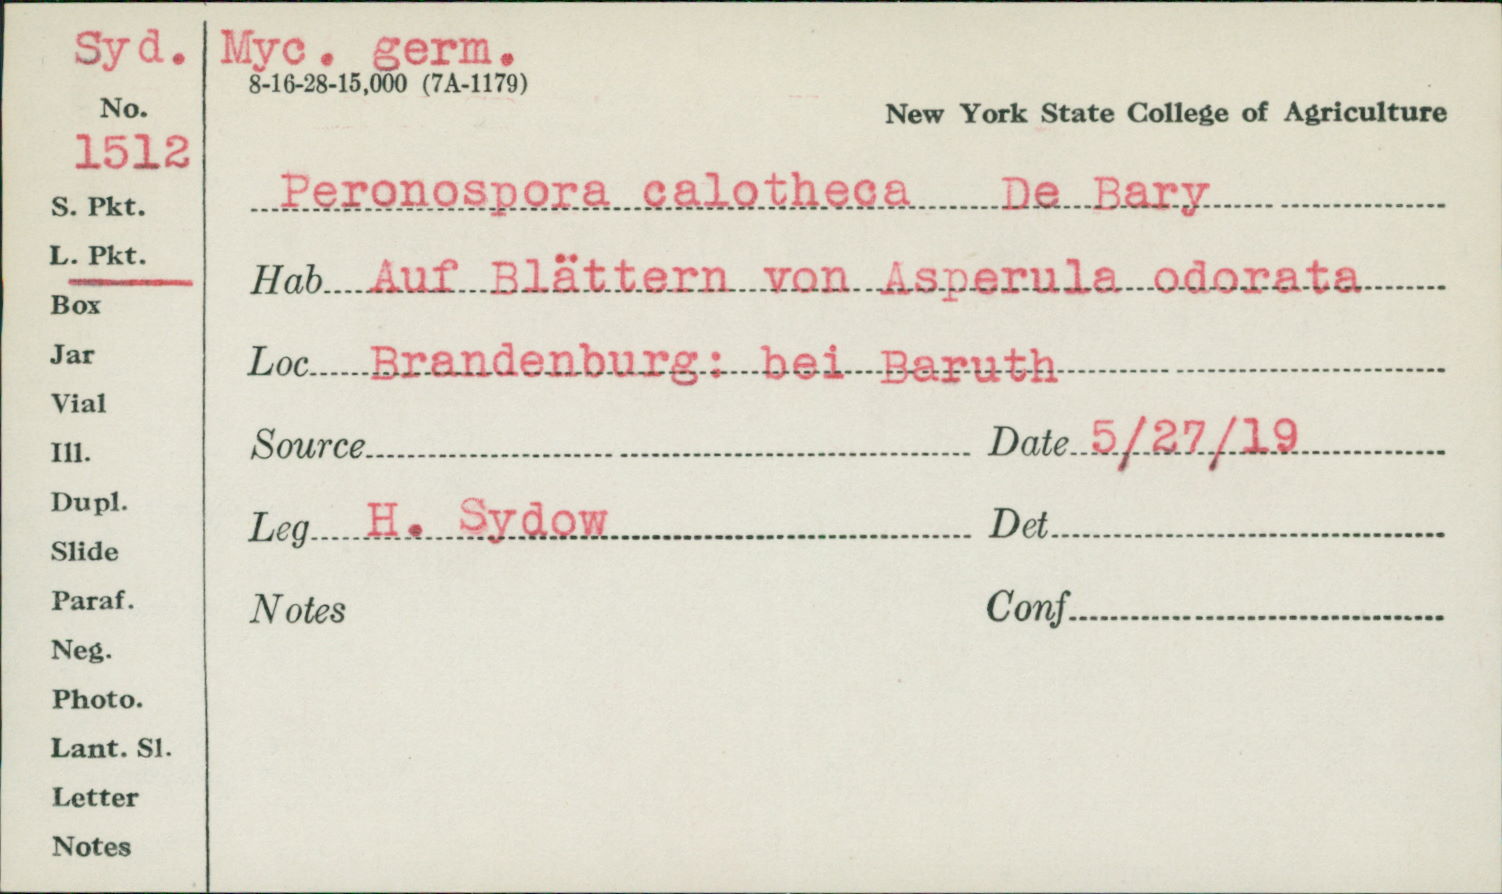 Syd. Myc. germ.
8-16-28-15,000 (7A-1179)
No.
New York State College of Agriculture
1512
Peronospora calotheca De Bary
S. Pkt.
L. Pkt.
Hab Auf Blättern von Asperula odorata
Box
Jar
Loc Brandenburg: bei Baruth
Vial
Ill.
Source Date 5/27/19
Dupl.
Leg H. Sydow Det
Slide
Paraf.
Notes Conf
Neg.
Photo.
Lant. Sl.
Letter
Notes